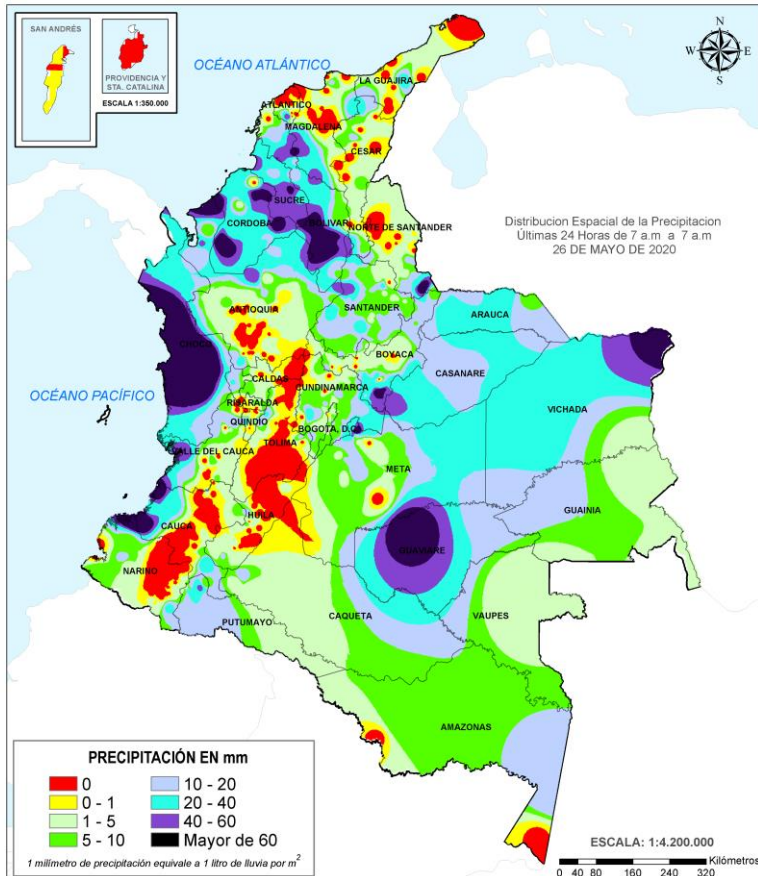 SAN ANDRÉS
PROVIDENCIA Y
STA. CATALINA
ESCALA 1:350.000
OCÉANO ATLÁNTICO
N
W E
S
LA GUAJIRA
ATLANTICO
MAGDALENA
CESAR
SUCRE
CORDOBA
BOLIVAR
NORTE DE SANTANDER
Distribucion Espacial de la Precipitacion
Últimas 24 Horas de 7 a.m a 7 a.m
26 DE MAYO DE 2020
ANTIOQUIA
SANTANDER
ARAUCA
CHOCO
BOYACA
CASANARE
CALDAS
CUNDINAMARCA
OCÉANO PACÍFICO
RISARALDA
VICHADA
QUINDIO
BOGOTA, D.C.
TOLIMA
VALLE DEL CAUCA
META
GUAINIA
HUILA
CAUCA
GUAVIARE
NARIÑO
CAQUETA
VAUPES
PUTUMAYO
AMAZONAS
PRECIPITACIÓN EN mm
0 10 - 20
0 - 1 20 - 40
1 - 5 40 - 60
5 - 10 Mayor de 60
1 milímetro de precipitación equivale a 1 litro de lluvia por m²
ESCALA: 1:4.200.000
0 40 80 160 240 320 Kilómetros